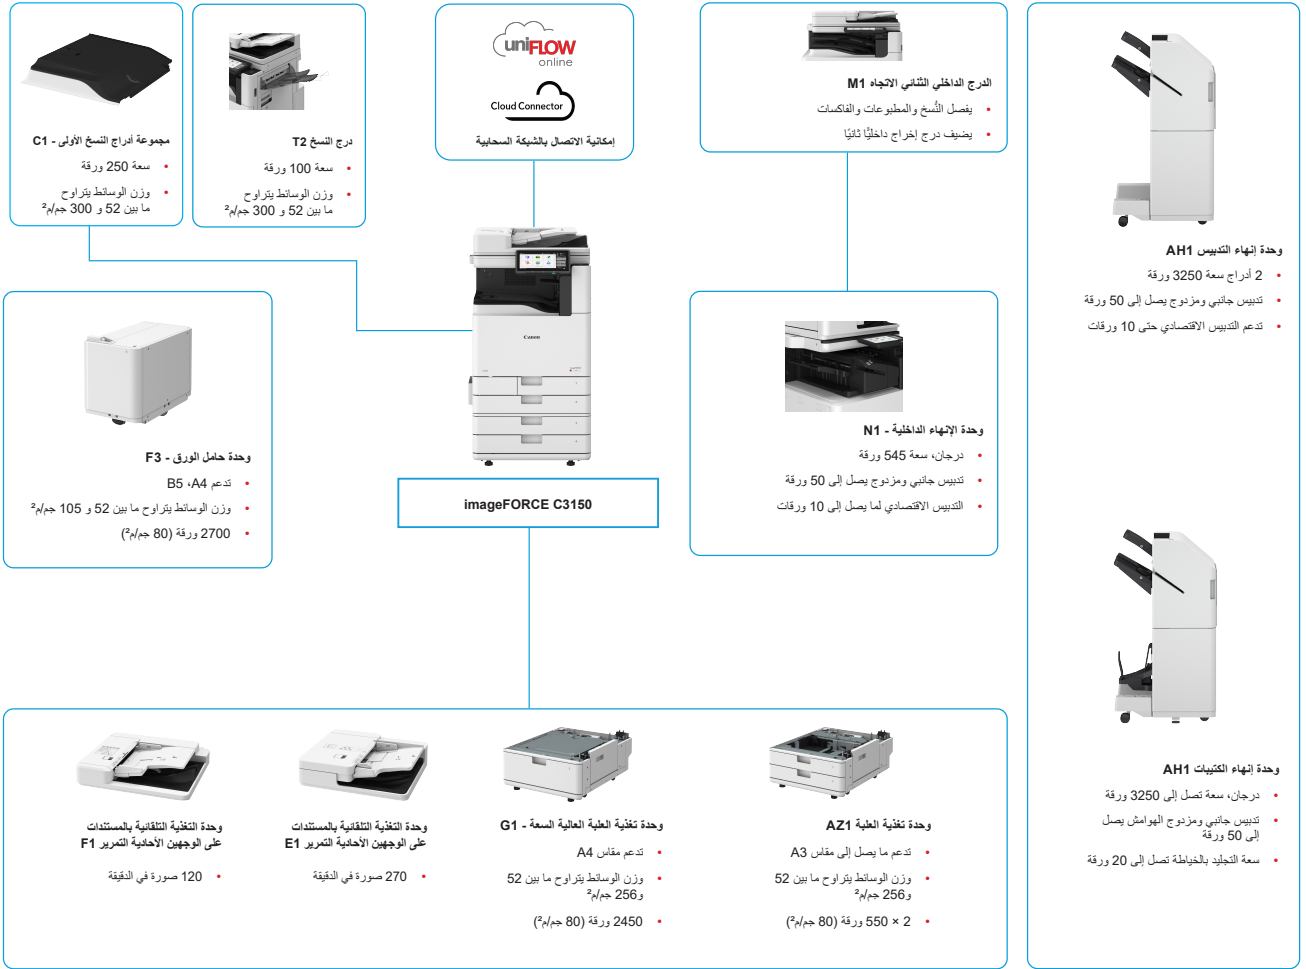 مجموعة أدراج النسخ الأولى - C1
• سعة 250 ورقة
• وزن الوسائط يتراوح
ما بين 52 و 300 جم/م²
درج النسخ T2
• سعة 100 ورقة
• وزن الوسائط يتراوح
ما بين 52 و 300 جم/م²
uniFLOW
online
Cloud Connector
إمكانية الاتصال بالشبكة السحابية
الدرج الداخلي الثنائي الاتجاه M1
• يفصل النُّسخ والمطبوعات والفاكسات
• يضيف درج إخراج داخليًّا ثانيًا
وحدة إنهاء التدبيس AH1
• 2 أدراج سعة 3250 ورقة
• تدبيس جانبي ومزدوج يصل إلى 50 ورقة
• تدعم التدبيس الاقتصادي حتى 10 ورقات
وحدة حامل الورق - F3
• تدعم B5 ،A4
• وزن الوسائط يتراوح ما بين 52 و 105 جم/م²
• 2700 ورقة (80 جم/م²)
Canon
imageFORCE C3150
وحدة الإنهاء الداخلية - N1
• درجان، سعة 545 ورقة
• تدبيس جانبي ومزدوج يصل إلى 50 ورقة
• التدبيس الاقتصادي لما يصل إلى 10 ورقات
وحدة إنهاء الكتيبات AH1
• درجان، سعة تصل إلى 3250 ورقة
• تدبيس جانبي ومزدوج الهوامش يصل
إلى 50 ورقة
• سعة التجليد بالخياطة تصل إلى 20 ورقة
وحدة تغذية العلبة AZ1
• تدعم ما يصل إلى مقاس A3
• وزن الوسائط يتراوح ما بين 52
و256 جم/م²
• 2 × 550 ورقة (80 جم/م²)
وحدة تغذية العلبة العالية السعة - G1
• تدعم مقاس A4
• وزن الوسائط يتراوح ما بين 52
و256 جم/م²
• 2450 ورقة (80 جم/م²)
وحدة التغذية التلقائية بالمستندات
على الوجهين الأحادية التمرير E1
• 270 صورة في الدقيقة
وحدة التغذية التلقائية بالمستندات
على الوجهين الأحادية التمرير F1
• 120 صورة في الدقيقة